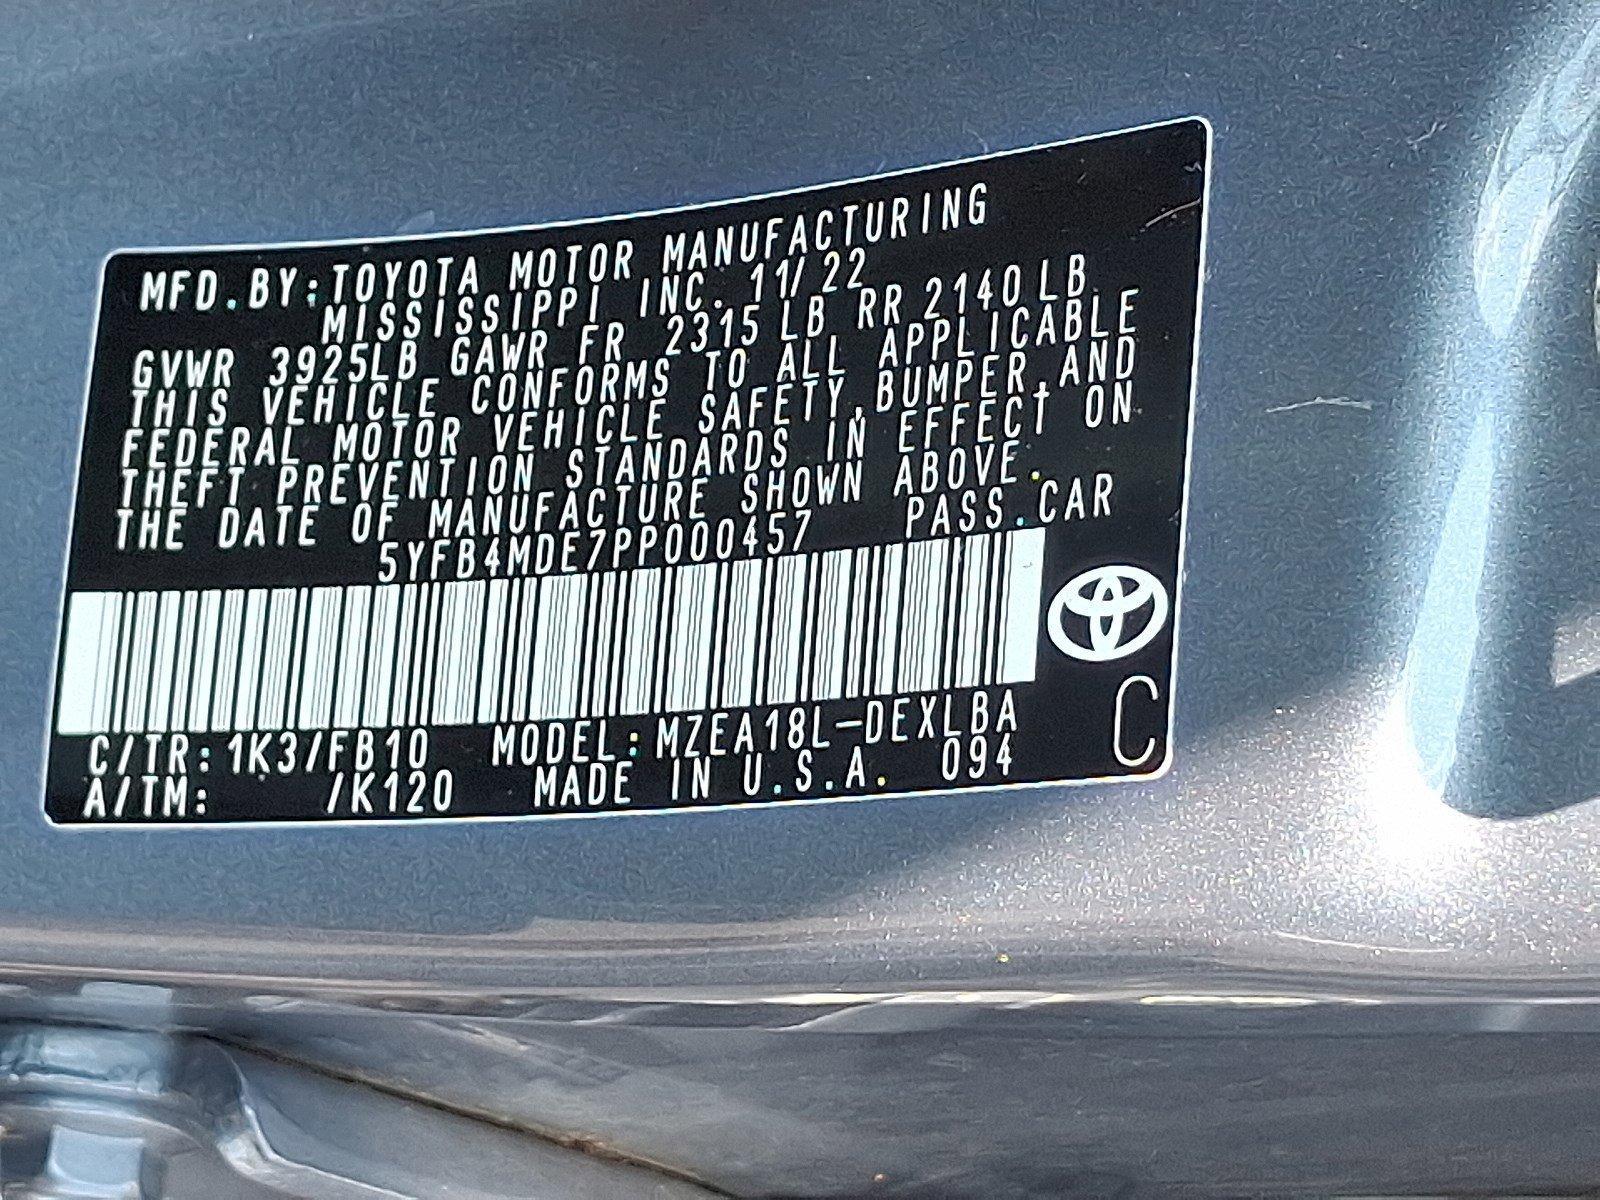 MFD.BY:TOYOTA MOTOR MANUFACTURING
MISSISSIPPI INC. 11/22
GVWR 3925LB GAWR FR 2315 LB RR 2140 LB
THIS VEHICLE CONFORMS TO ALL APPLICABLE
FEDERAL MOTOR VEHICLE SAFETY,BUMPER,AND
THEFT PREVENTION STANDARDS IN EFFECT ON
THE DATE OF MANUFACTURE SHOWN ABOVE.
5YFB4MDE7PP000457 PASS.CAR
C/TR:1K3/FB10 MODEL:MZEA18L-DEXLBA
A/TM: /K120 MADE IN U.S.A. 094
C